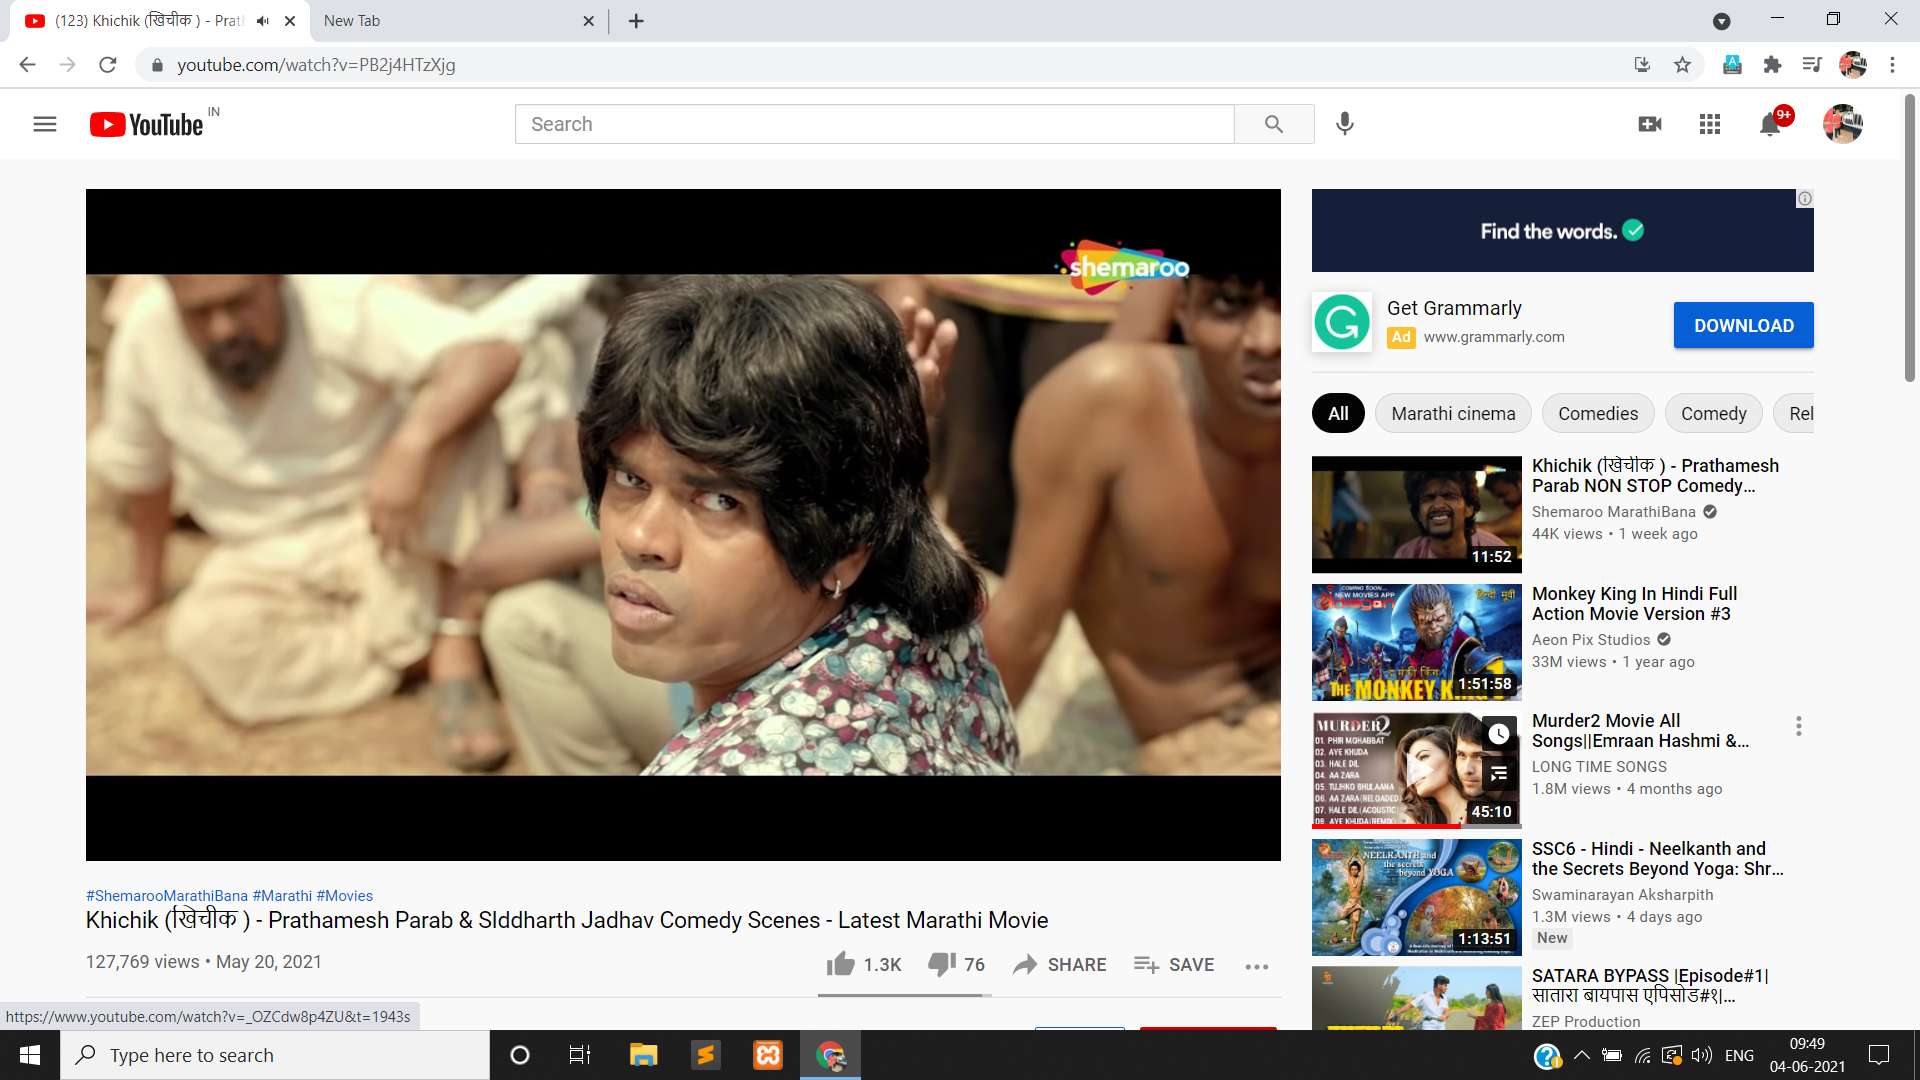 (123) Khichik (खिचीक ) - Prat
New Tab
youtube.com/watch?v=PB2j4HTzXjg
YouTube IN
Search
9+
shemaroo
Find the words.
Get Grammarly
Ad www.grammarly.com
DOWNLOAD
All Marathi cinema Comedies Comedy Rel
Khichik (खिचीक ) - Prathamesh
Parab NON STOP Comedy...
Shemaroo MarathiBana
44K views • 1 week ago
11:52
COMING SOON...
NEW MOVIES APP
हिन्दी मूवी
THE MONKEY KING
1:51:58
Monkey King In Hindi Full
Action Movie Version #3
Aeon Pix Studios
33M views • 1 year ago
MURDER2
01. PHIR MOHABBAT
02. AYE KHUDA
03. HALE DIL
04. AA ZARA
05. TUJHKO BHULAANA
06. AA ZARA(RELOADED)
07. HALE DIL(ACOUSTIC)
08. AYE KHUDA(REMIX)
45:10
Murder2 Movie All
Songs||Emraan Hashmi &...
LONG TIME SONGS
1.8M views • 4 months ago
NEELKANTH and
the secrets
beyond YOGA
1:13:51
SSC6 - Hindi - Neelkanth and
the Secrets Beyond Yoga: Shr...
Swaminarayan Aksharpith
1.3M views • 4 days ago
New
SATARA BYPASS |Episode#1|
सातारा बायपास एपिसोड#१|...
ZEP Production
#ShemarooMarathiBana #Marathi #Movies
Khichik (खिचीक ) - Prathamesh Parab & SIddharth Jadhav Comedy Scenes - Latest Marathi Movie
127,769 views • May 20, 2021
1.3K 76 SHARE SAVE
https://www.youtube.com/watch?v=_OZCdw8p4ZU&t=1943s
Type here to search
ENG
09:49
04-06-2021